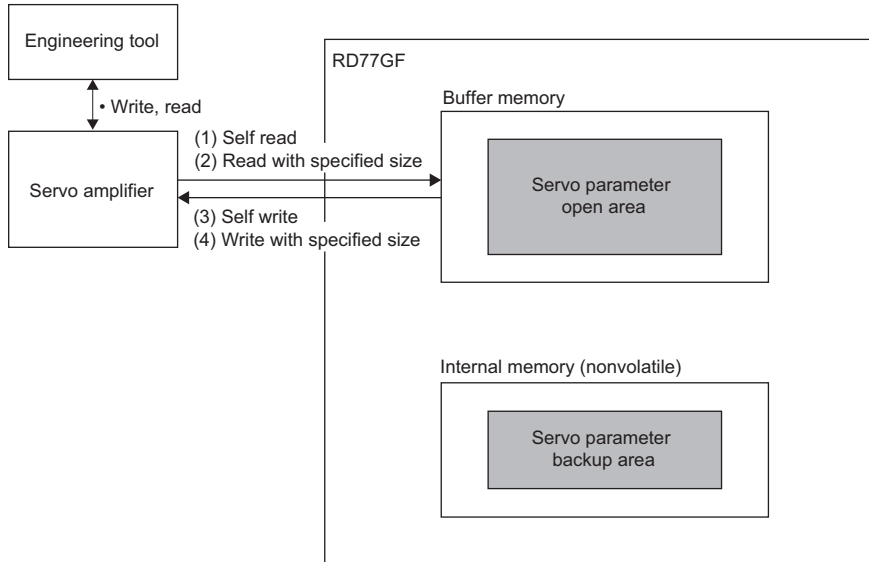 Engineering tool
RD77GF
• Write, read
Buffer memory
(1) Self read
(2) Read with specified size
Servo amplifier
Servo parameter
open area
(3) Self write
(4) Write with specified size
Internal memory (nonvolatile)
Servo parameter
backup area